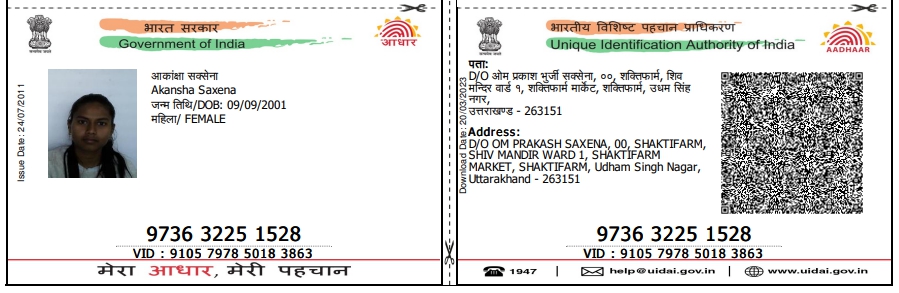 भारत सरकार
Government of India
आधार
Issue Date: 24/07/2011
आकांक्षा सक्सेना
Akansha Saxena
जन्म तिथि/DOB: 09/09/2001
महिला/ FEMALE
9736 3225 1528
VID : 9105 7978 5018 3863
मेरा आधार, मेरी पहचान
भारतीय विशिष्ट पहचान प्राधिकरण
Unique Identification Authority of India
AADHAAR
Download Date: 20/03/2023
पता:
D/O ओम प्रकाश भुर्जी सक्सेना, ००, शक्तिफार्म, शिव
मन्दिर वार्ड १, शक्तिफार्म मार्केट, शक्तिफार्म, उधम सिंह
नगर,
उत्तराखण्ड - 263151
Address:
D/O OM PRAKASH SAXENA, 00, SHAKTIFARM,
SHIV MANDIR WARD 1, SHAKTIFARM
MARKET, SHAKTIFARM, Udham Singh Nagar,
Uttarakhand - 263151
9736 3225 1528
VID : 9105 7978 5018 3863
1947 | help@uidai.gov.in | www.uidai.gov.in